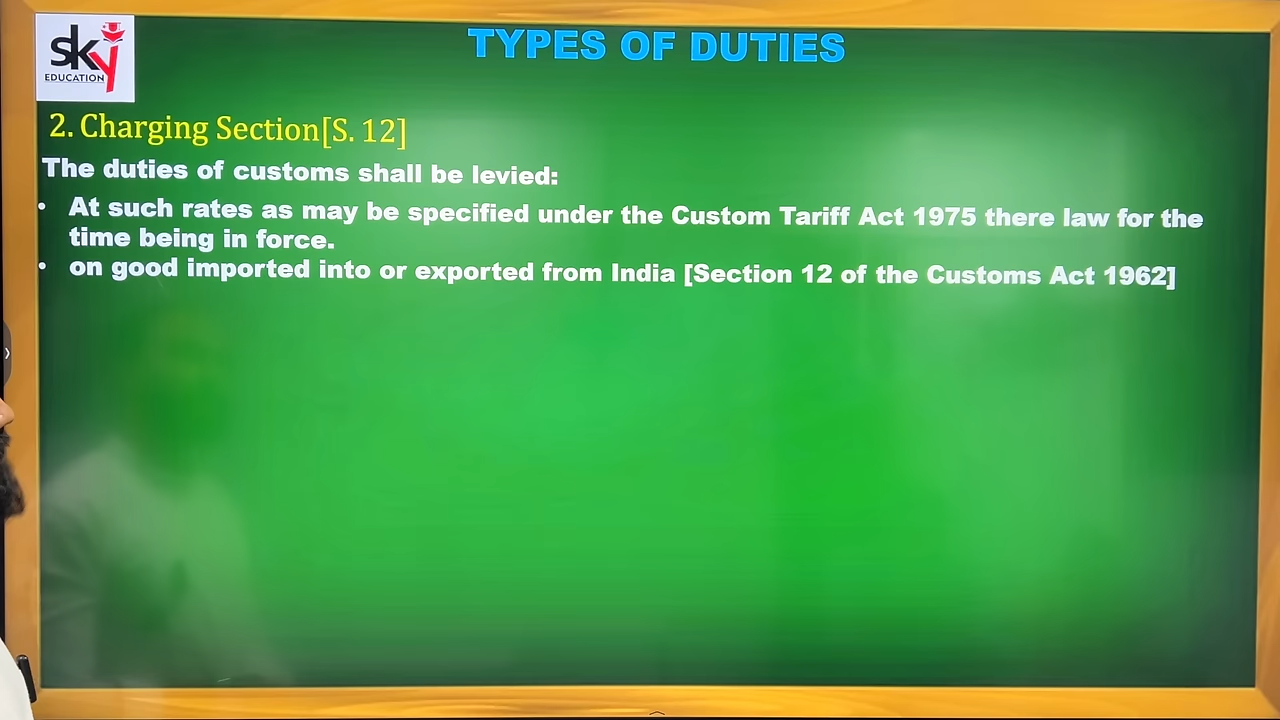 sky
EDUCATION
TYPES OF DUTIES
2. Charging Section[S. 12]
The duties of customs shall be levied:
• At such rates as may be specified under the Custom Tariff Act 1975 there law for the
time being in force.
• on good imported into or exported from India [Section 12 of the Customs Act 1962]